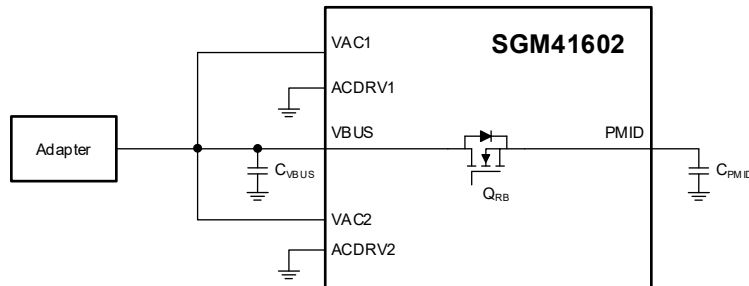 SGM41602
VAC1
ACDRV1
Adapter
VBUS
PMID
CVBUS
QRB
CPMID
VAC2
ACDRV2